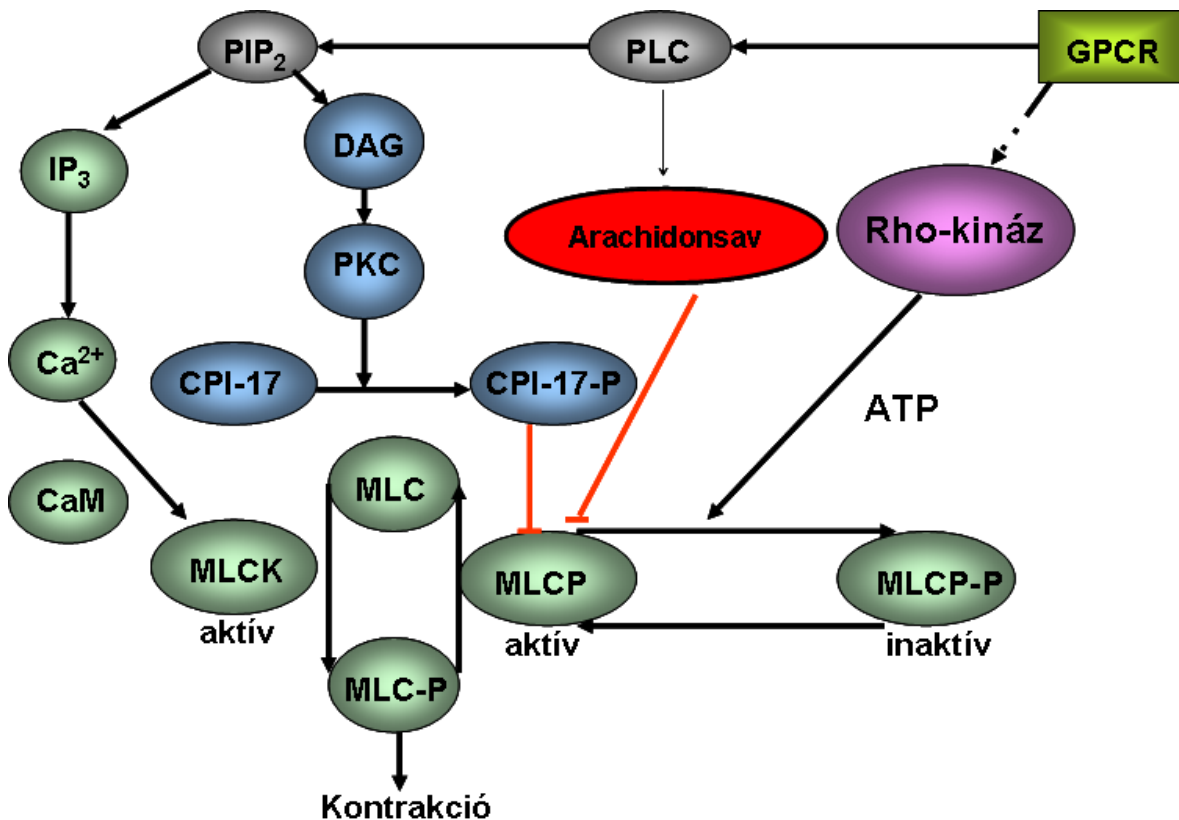 PIP₂
PLC
GPCR
DAG
IP₃
Arachidonsav
Rho-kináz
PKC
Ca²⁺
CPI-17
CPI-17-P
ATP
CaM
MLC
MLCK
aktív
MLCP
aktív
MLCP-P
inaktív
MLC-P
Kontrakció